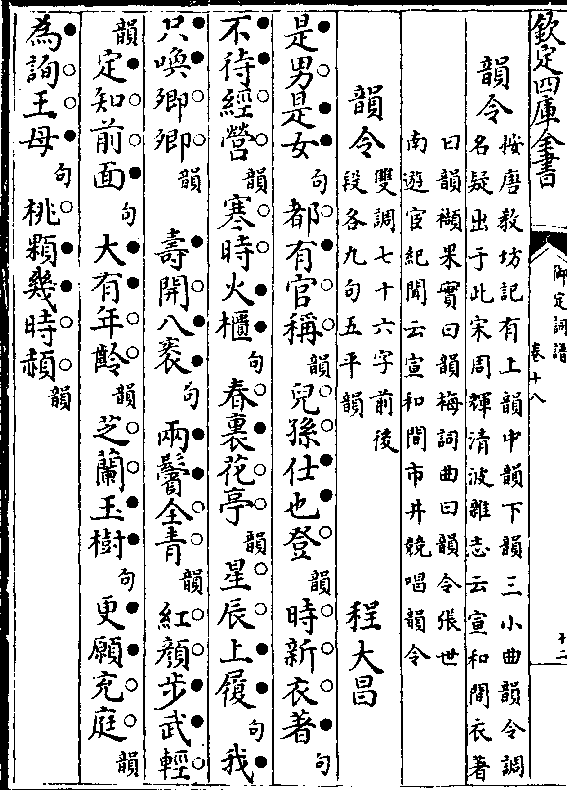 欽定四庫全書
御定詞譜
卷十八
十二
韻令
按唐教坊記有上韻中韻下韻三小曲韻令調
名疑出于此宋周輝清波雜志云宣和間衣著
曰韻纈果實曰韻梅詞曲曰韻令張世
南遊宦紀聞云宣和間市井競唱韻令
韻令 雙調七十六字前後
段各九句五平韻 程大昌
是男是女句都有官稱韻兒孫仕也登韻時新衣著句
不待經營韻寒時火櫃句春裏花亭韻星辰上履句我
只喚卿卿韻 壽開八袠句兩鬢全青韻紅顏步武輕
韻定知前面句大有年齡韻芝蘭玉樹句更願充庭韻
為詢王母句桃顆幾時赬韻